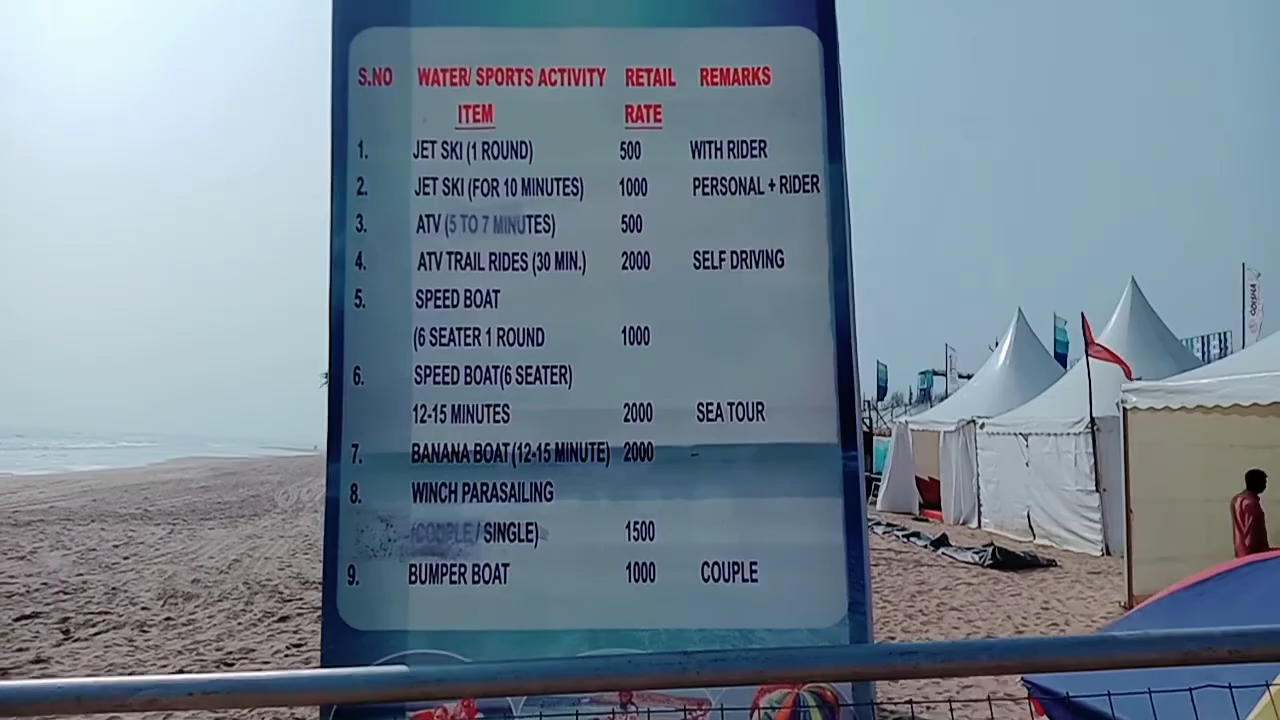 S.NO WATER/ SPORTS ACTIVITY RETAIL REMARKS
ITEM RATE
1. JET SKI (1 ROUND) 500 WITH RIDER
2. JET SKI (FOR 10 MINUTES) 1000 PERSONAL + RIDER
3. ATV (5 TO 7 MINUTES) 500
4. ATV TRAIL RIDES (30 MIN.) 2000 SELF DRIVING
5. SPEED BOAT
(6 SEATER 1 ROUND 1000
6. SPEED BOAT(6 SEATER)
12-15 MINUTES 2000 SEA TOUR
7. BANANA BOAT (12-15 MINUTE) 2000
8. WINCH PARASAILING
(COUPLE / SINGLE) 1500
9. BUMPER BOAT 1000 COUPLE
ODISHA